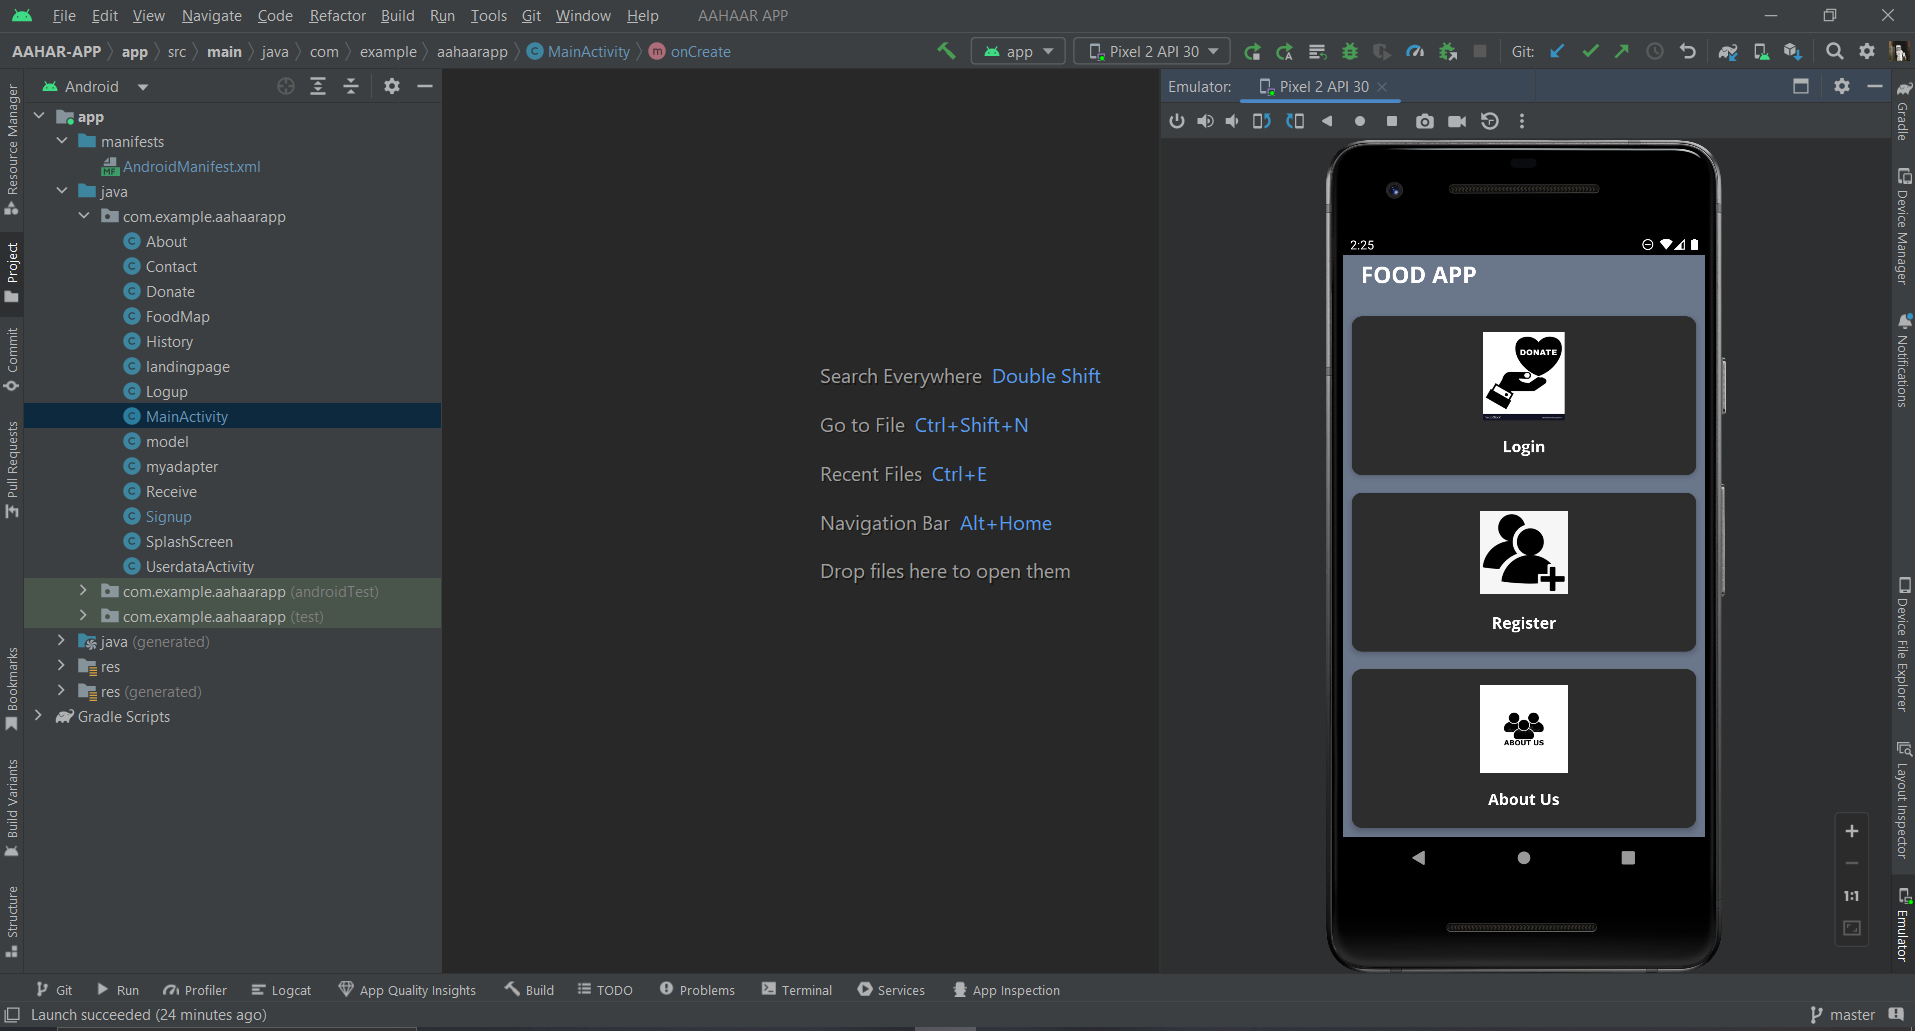 File Edit View Navigate Code Refactor Build Run Tools Git Window Help AAHAAR APP
AAHAR-APP app src main java com example aahaarapp MainActivity onCreate app Pixel 2 API 30 Git:
Android
app
manifests
AndroidManifest.xml
java
com.example.aahaarapp
About
Contact
Donate
FoodMap
History
landingpage
Logup
MainActivity
model
myadapter
Receive
Signup
SplashScreen
UserdataActivity
com.example.aahaarapp (androidTest)
com.example.aahaarapp (test)
java (generated)
res
res (generated)
Gradle Scripts
Resource Manager
Project
Commit
Pull Requests
Bookmarks
Build Variants
Structure
Search Everywhere Double Shift
Go to File Ctrl+Shift+N
Recent Files Ctrl+E
Navigation Bar Alt+Home
Drop files here to open them
Emulator: Pixel 2 API 30
2:25
FOOD APP
DONATE
Login
Register
ABOUT US
About Us
1:1
Gradle
Device Manager
Notifications
Device File Explorer
Layout Inspector
Emulator
Git Run Profiler Logcat App Quality Insights Build TODO Problems Terminal Services App Inspection
Launch succeeded (24 minutes ago) master